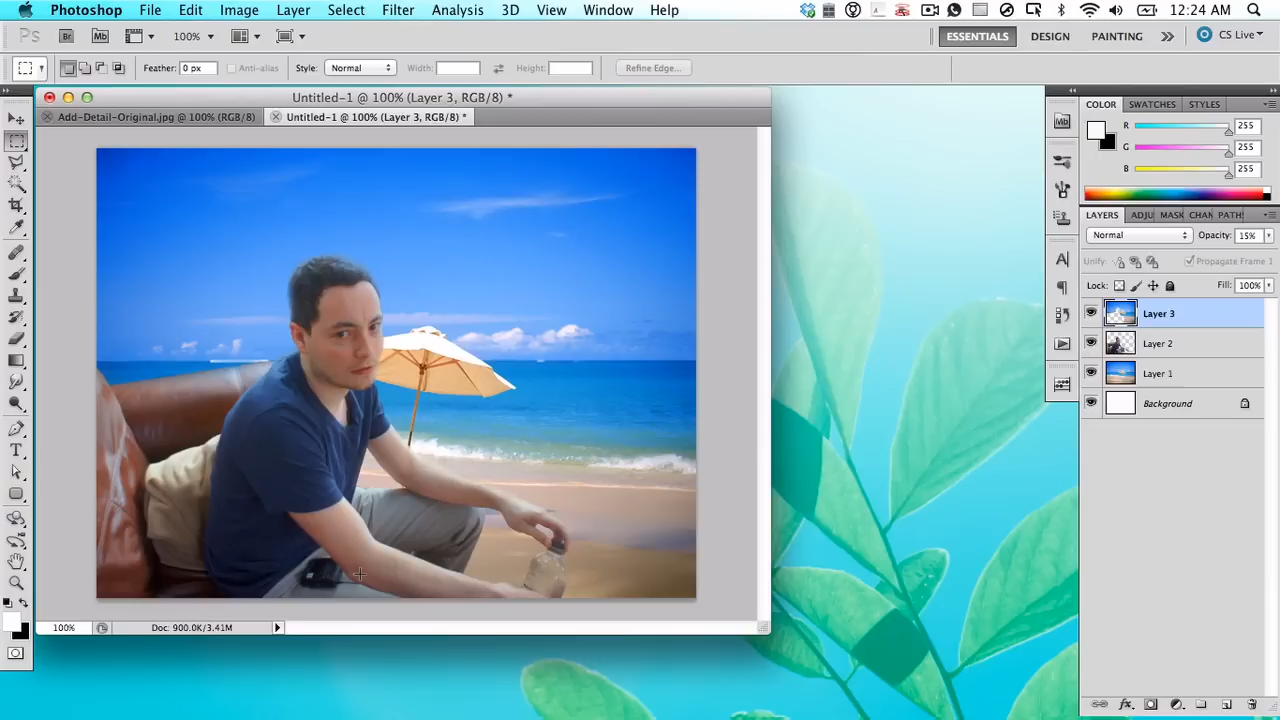 Photoshop File Edit Image Layer Select Filter Analysis 3D View Window Help 12:24 AM
Ps Br Mb 100% ESSENTIALS DESIGN PAINTING CS Live
Feather: 0 px Anti-alias Style: Normal Width: Height: Refine Edge...
Untitled-1 @ 100% (Layer 3, RGB/8) *
Add-Detail-Original.jpg @ 100% (RGB/8) Untitled-1 @ 100% (Layer 3, RGB/8) *
Mb
COLOR SWATCHES STYLES
R 255
G 255
B 255
LAYERS ADJU MASK CHAN PATH
Normal Opacity: 15%
Unify: Propagate Frame 1
Lock: Fill: 100%
Layer 3
Layer 2
Layer 1
Background
100% Doc: 900.0K/3.41M